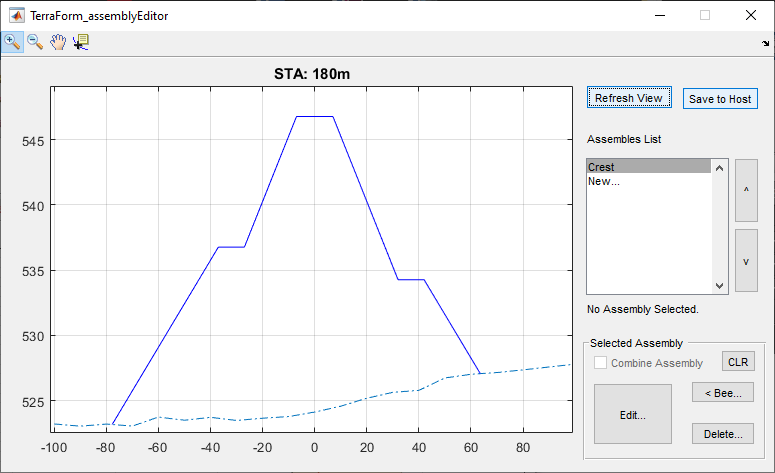 TerraForm_assemblyEditor
STA: 180m
545
540
535
530
525
-100 -80 -60 -40 -20 0 20 40 60 80
Refresh View
Save to Host
Assembles List
Crest
New...
^
v
No Assembly Selected.
Selected Assembly
Combine Assembly
CLR
Edit...
< Bee...
Delete...